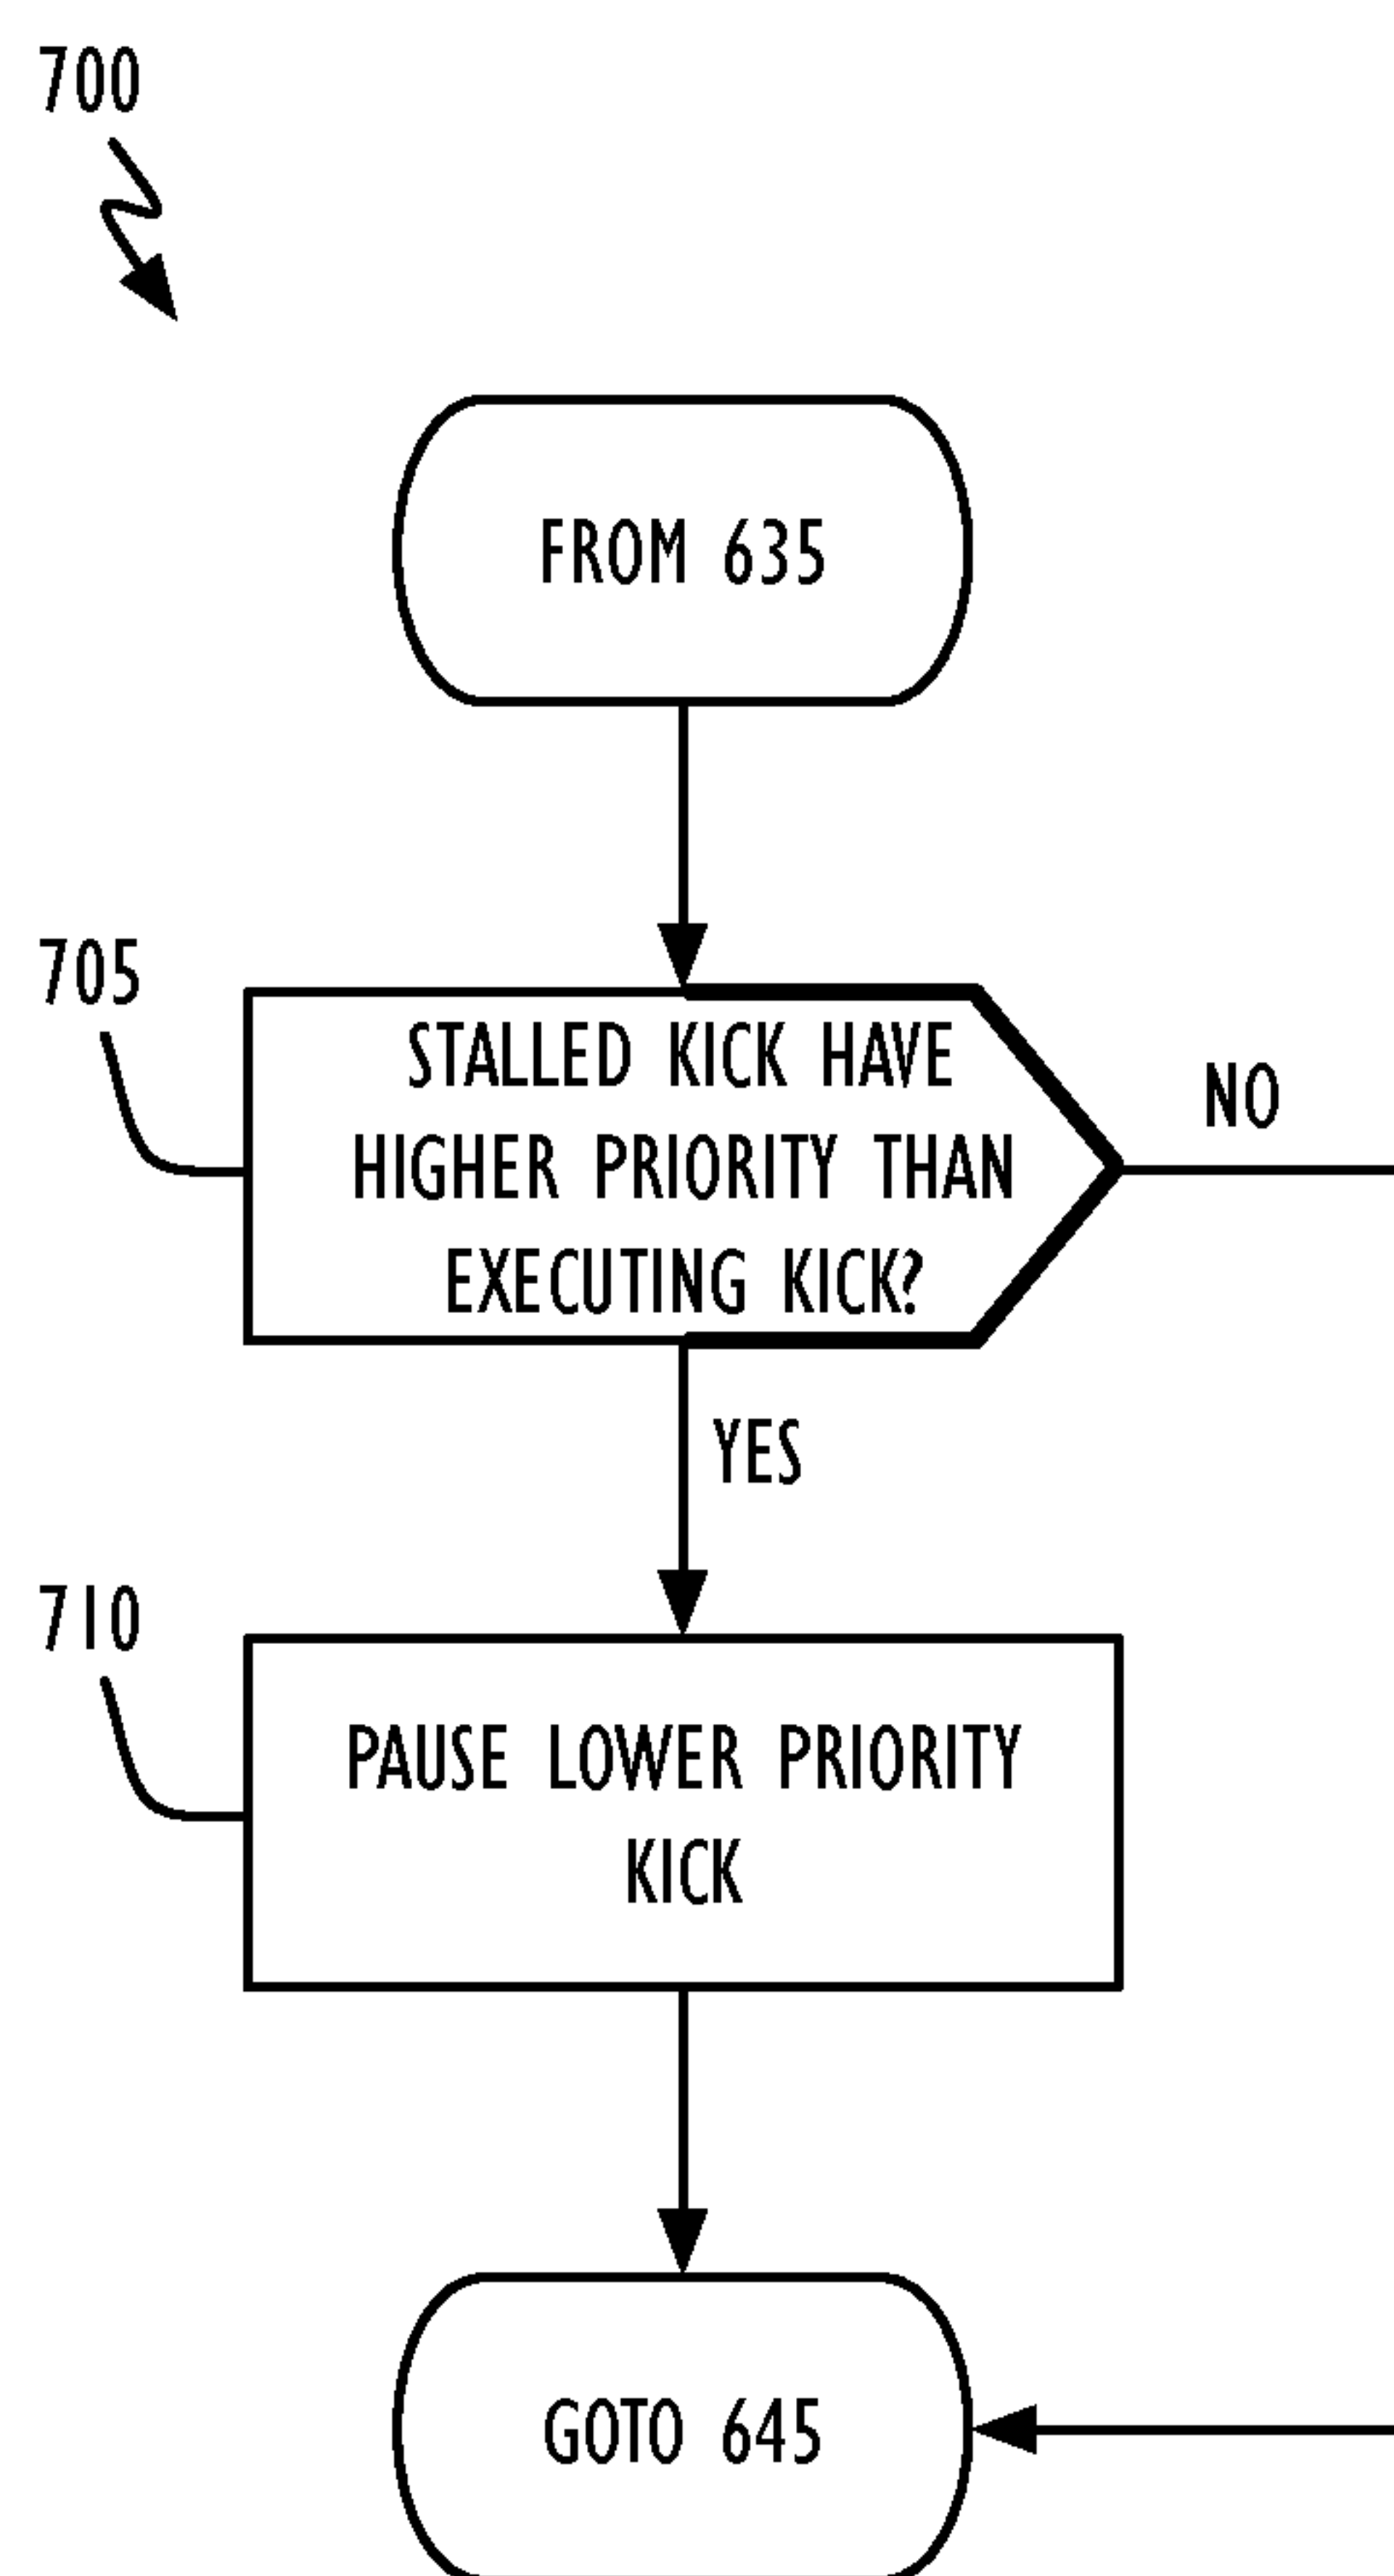 700
FROM 635
705
STALLED KICK HAVE
HIGHER PRIORITY THAN
EXECUTING KICK?
NO
YES
710
PAUSE LOWER PRIORITY
KICK
GOTO 645